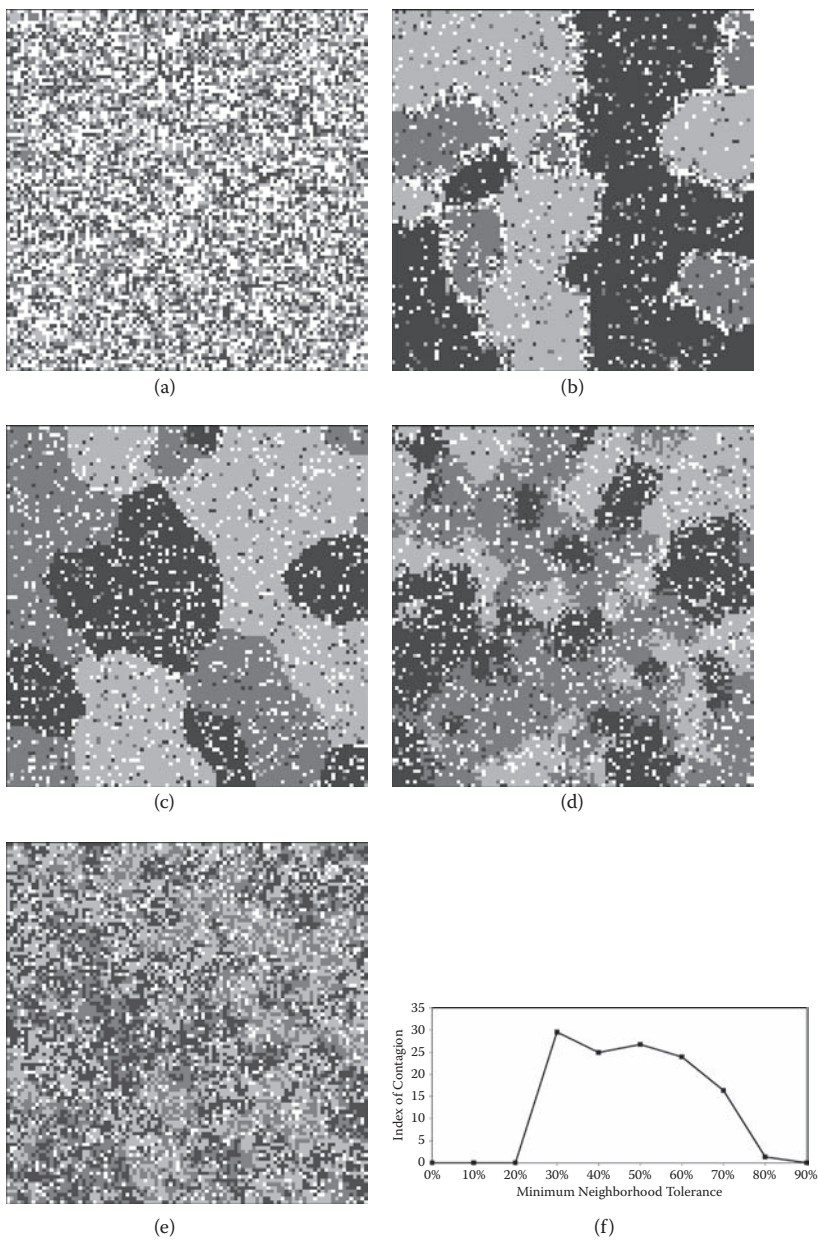 (a)
(b)
(c)
(d)
(e)
35
30
25
20
15
10
5
0
Index of Contagion
0% 10% 20% 30% 40% 50% 60% 70% 80% 90%
Minimum Neighborhood Tolerance
(f)